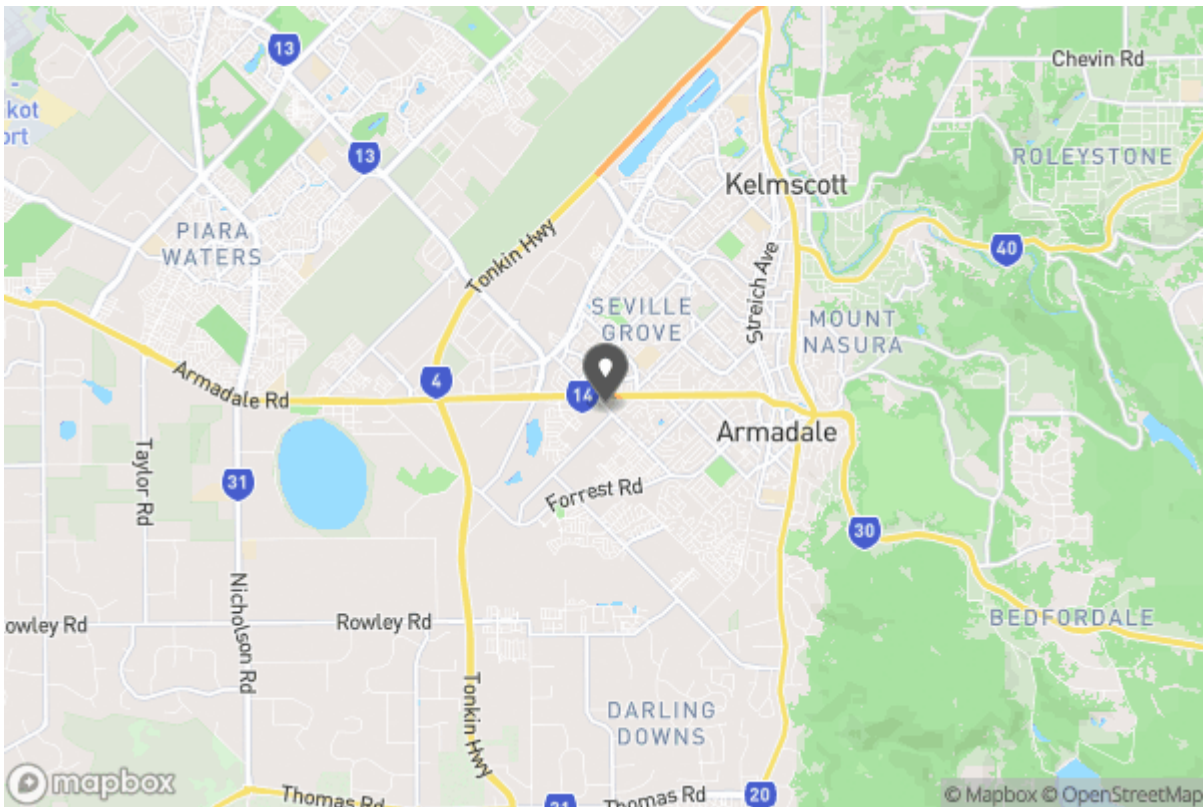 13
Chevin Rd
kot
ort
13
ROLEYSTONE
Kelmscott
PIARA
WATERS
40
Tonkin Hwy
Streich Ave
SEVILLE
GROVE
MOUNT
NASURA
4
14
Armadale Rd
Armadale
Taylor Rd
31
Forrest Rd
30
Nicholson Rd
owley Rd
Rowley Rd
BEDFORDALE
Tonkin Hwy
DARLING
DOWNS
mapbox
Thomas Rd
Thomas Rd
20
© Mapbox © OpenStreetMap